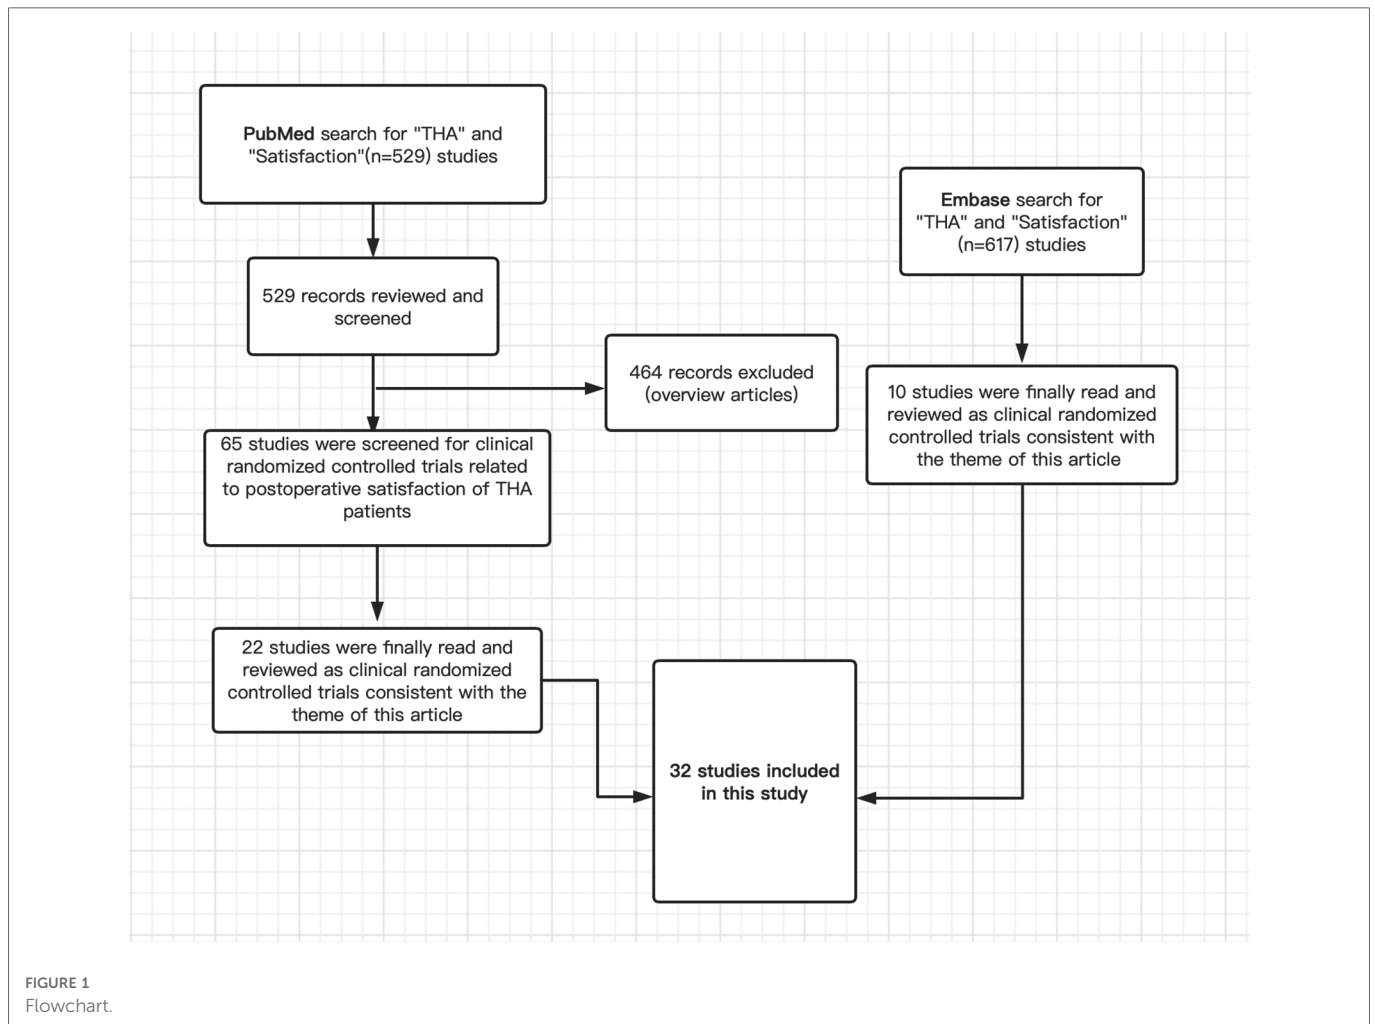 PubMed search for "THA" and
"Satisfaction"(n=529) studies
529 records reviewed and
screened
464 records excluded
(overview articles)
65 studies were screened for clinical
randomized controlled trials related
to postoperative satisfaction of THA
patients
22 studies were finally read and
reviewed as clinical randomized
controlled trials consistent with the
theme of this article
Embase search for
"THA" and "Satisfaction"
(n=617) studies
10 studies were finally read and
reviewed as clinical randomized
controlled trials consistent with
the theme of this article
32 studies included
in this study
FIGURE 1
Flowchart.